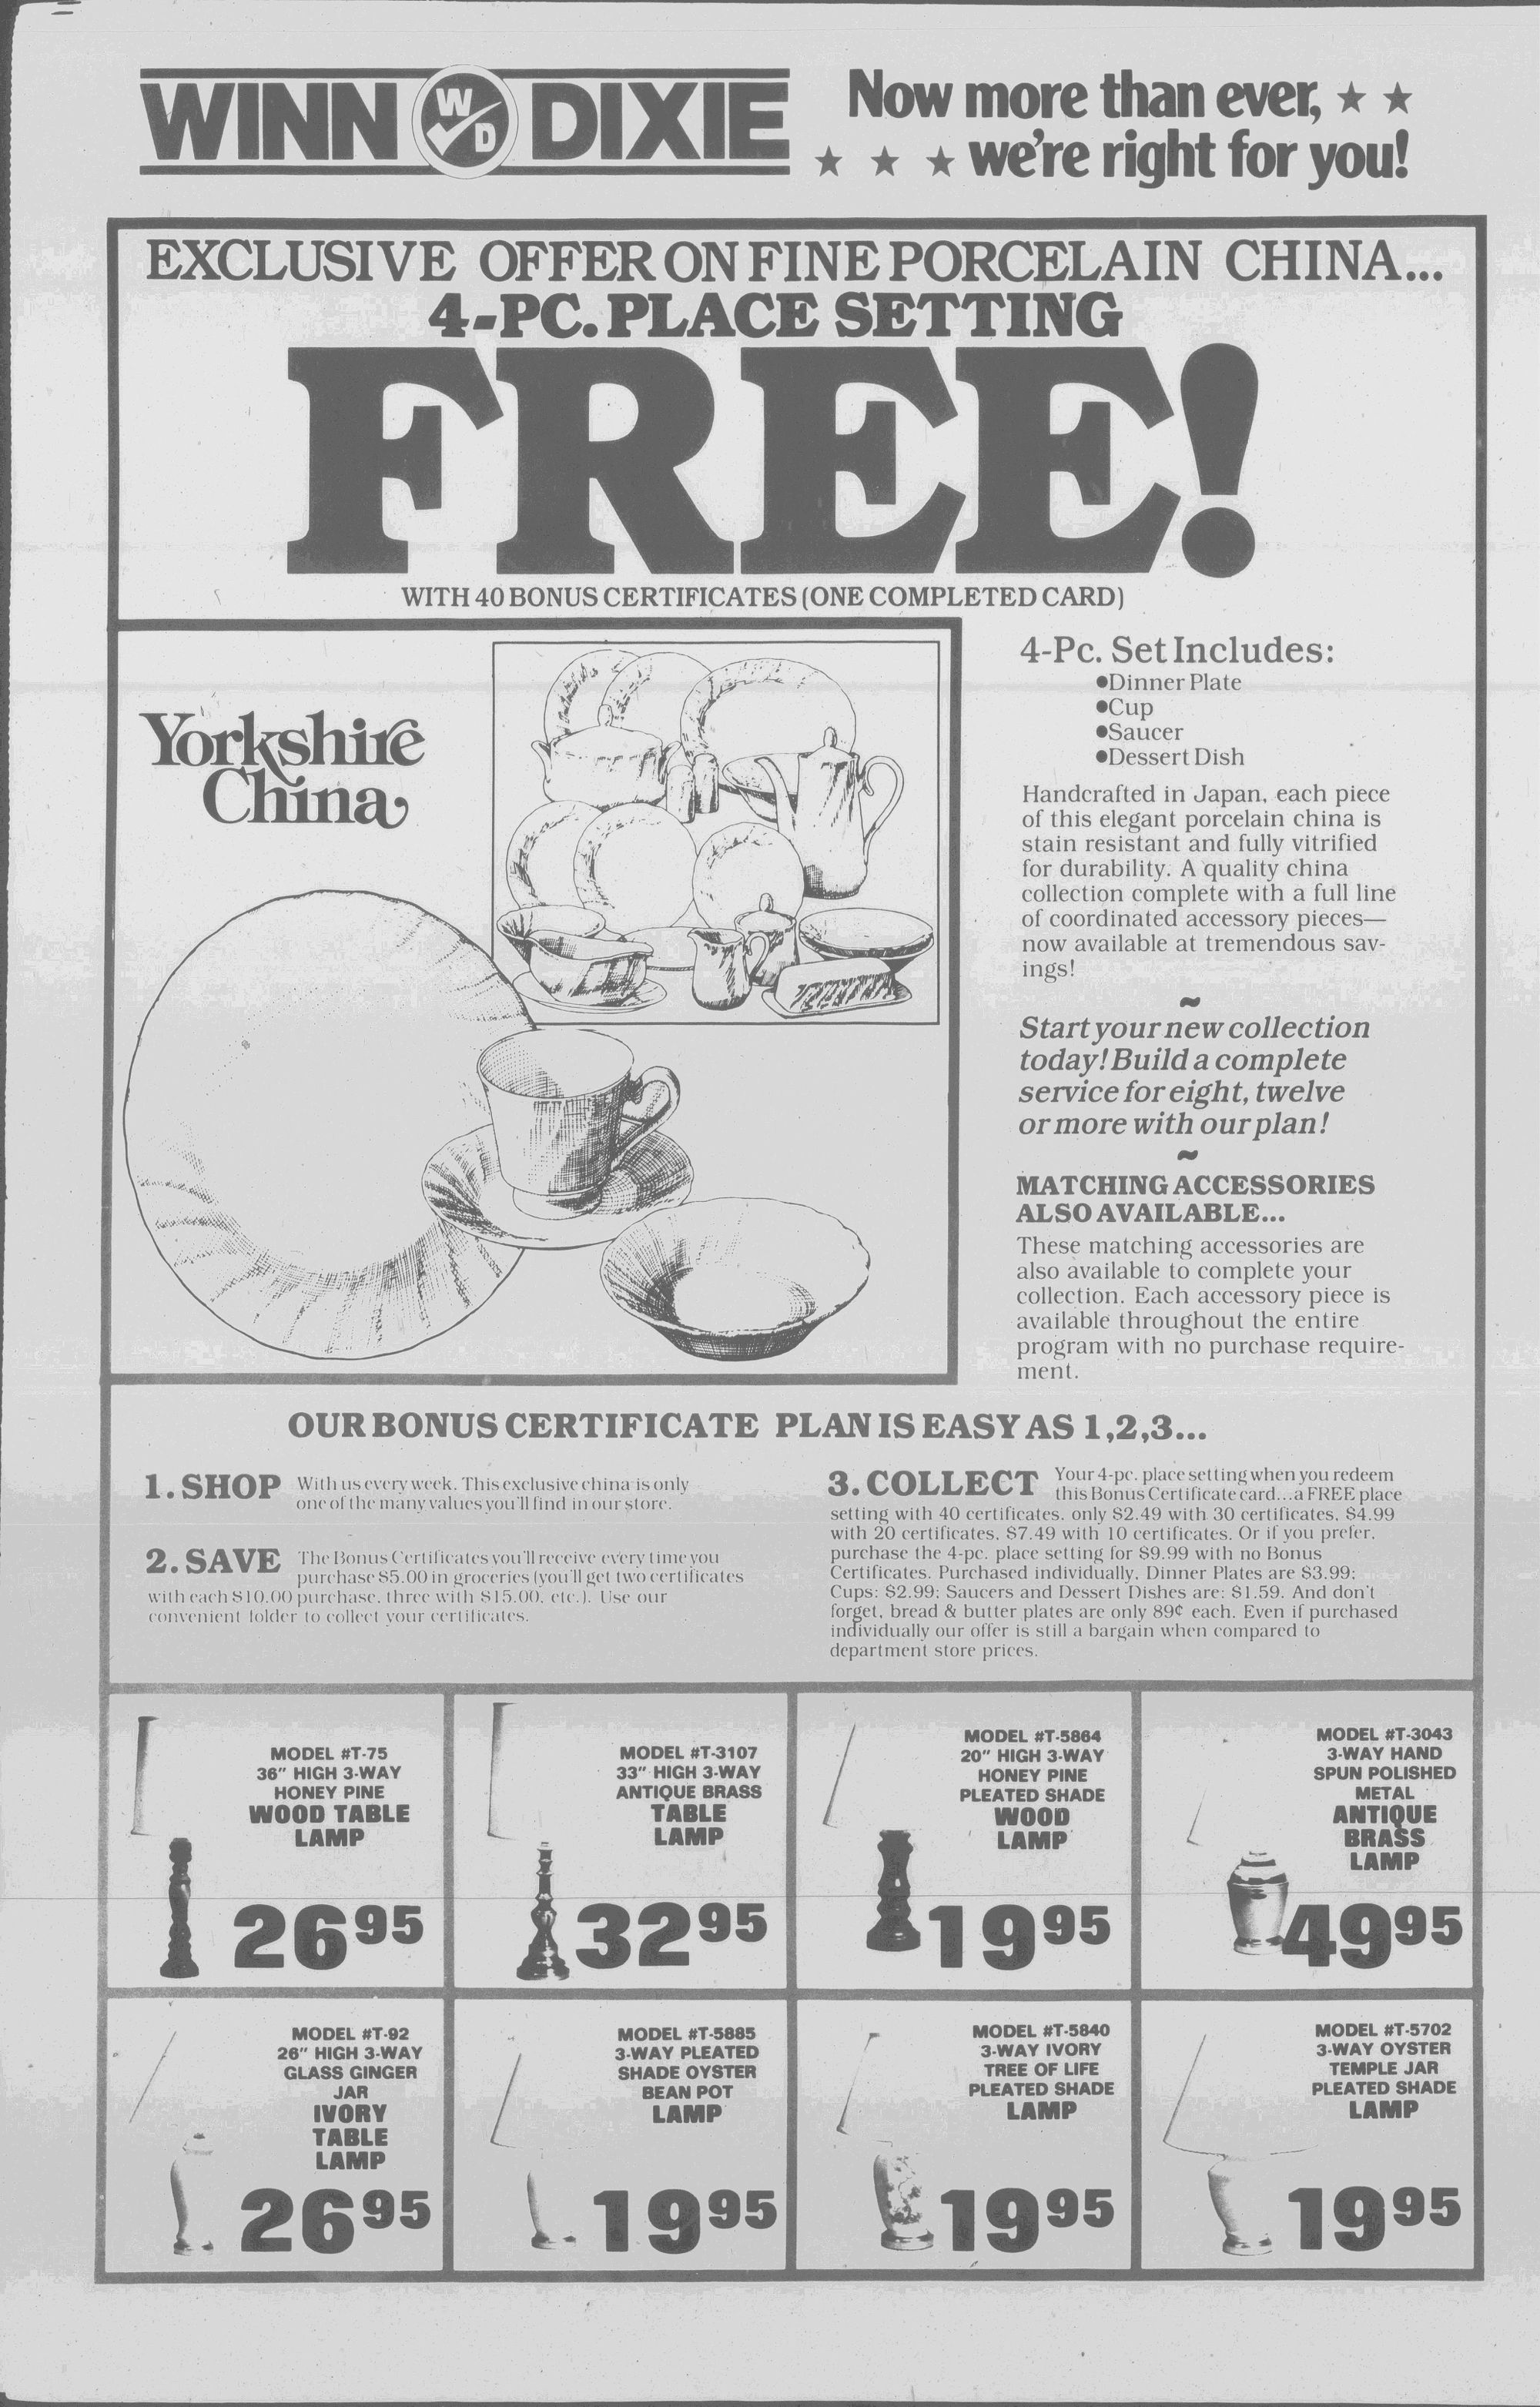 WINN WD DIXIE
Now more than ever,
we're right for you!
EXCLUSIVE OFFER ON FINE PORCELAIN CHINA...
4-PC. PLACE SETTING
FREE!
WITH 40 BONUS CERTIFICATES (ONE COMPLETED CARD)
Yorkshire
China
4-Pc. Set Includes:
●Dinner Plate
●Cup
●Saucer
●Dessert Dish
Handcrafted in Japan, each piece
of this elegant porcelain china is
stain resistant and fully vitrified
for durability. A quality china
collection complete with a full line
of coordinated accessory pieces—
now available at tremendous sav-
ings!
~
Start your new collection
today! Build a complete
service for eight, twelve
or more with our plan!
~
MATCHING ACCESSORIES
ALSO AVAILABLE...
These matching accessories are
also available to complete your
collection. Each accessory piece is
available throughout the entire
program with no purchase require-
ment.
OUR BONUS CERTIFICATE PLAN IS EASY AS 1,2,3...
1. SHOP With us every week. This exclusive china is only
one of the many values you'll find in our store.
2. SAVE The Bonus Certificates you'll receive every time you
purchase $5.00 in groceries (you'll get two certificates
with each $10.00 purchase, three with $15.00, etc.). Use our
convenient folder to collect your certificates.
3. COLLECT Your 4-pc. place setting when you redeem
this Bonus Certificate card...a FREE place
setting with 40 certificates, only $2.49 with 30 certificates, $4.99
with 20 certificates, $7.49 with 10 certificates. Or if you prefer,
purchase the 4-pc. place setting for $9.99 with no Bonus
Certificates. Purchased individually, Dinner Plates are $3.99;
Cups: $2.99; Saucers and Dessert Dishes are: $1.59. And don't
forget, bread & butter plates are only 89¢ each. Even if purchased
individually our offer is still a bargain when compared to
department store prices.
MODEL #T-75
36" HIGH 3-WAY
HONEY PINE
WOOD TABLE
LAMP
26 95
MODEL #T-3107
33" HIGH 3-WAY
ANTIQUE BRASS
TABLE
LAMP
32 95
MODEL #T-5864
20" HIGH 3-WAY
HONEY PINE
PLEATED SHADE
WOOD
LAMP
19 95
MODEL #T-3043
3-WAY HAND
SPUN POLISHED
METAL
ANTIQUE
BRASS
LAMP
49 95
MODEL #T-92
26" HIGH 3-WAY
GLASS GINGER
JAR
IVORY
TABLE
LAMP
26 95
MODEL #T-5885
3-WAY PLEATED
SHADE OYSTER
BEAN POT
LAMP
19 95
MODEL #T-5840
3-WAY IVORY
TREE OF LIFE
PLEATED SHADE
LAMP
19 95
MODEL #T-5702
3-WAY OYSTER
TEMPLE JAR
PLEATED SHADE
LAMP
19 95